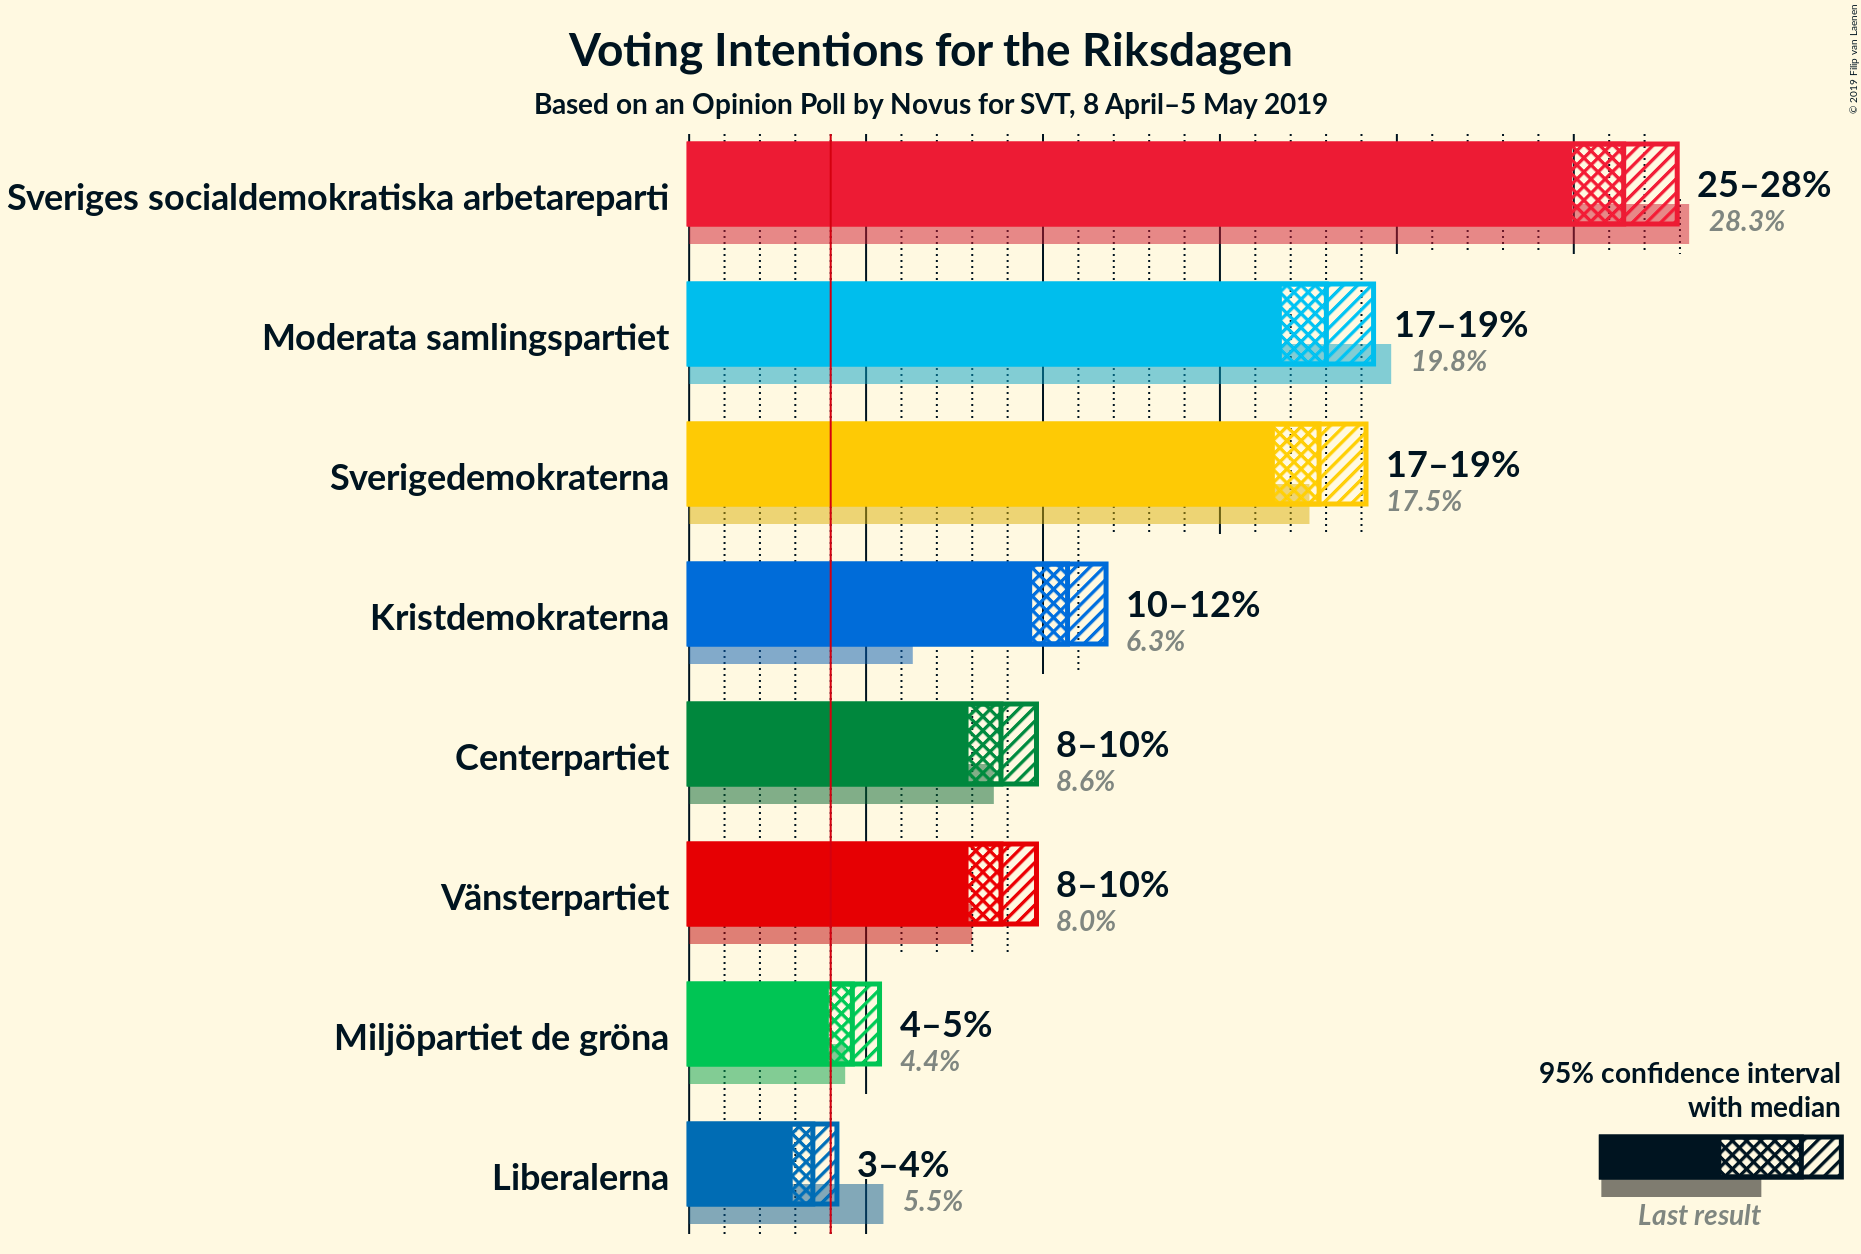 Voting Intentions for the Riksdagen
Based on an Opinion Poll by Novus for SVT, 8 April–5 May 2019
© 2019 Filip van Laenen
Sveriges socialdemokratiska arbetareparti
25–28%
28.3%
Moderata samlingspartiet
17–19%
19.8%
Sverigedemokraterna
17–19%
17.5%
Kristdemokraterna
10–12%
6.3%
Centerpartiet
8–10%
8.6%
Vänsterpartiet
8–10%
8.0%
Miljöpartiet de gröna
4–5%
4.4%
Liberalerna
3–4%
5.5%
95% confidence interval
with median
Last result